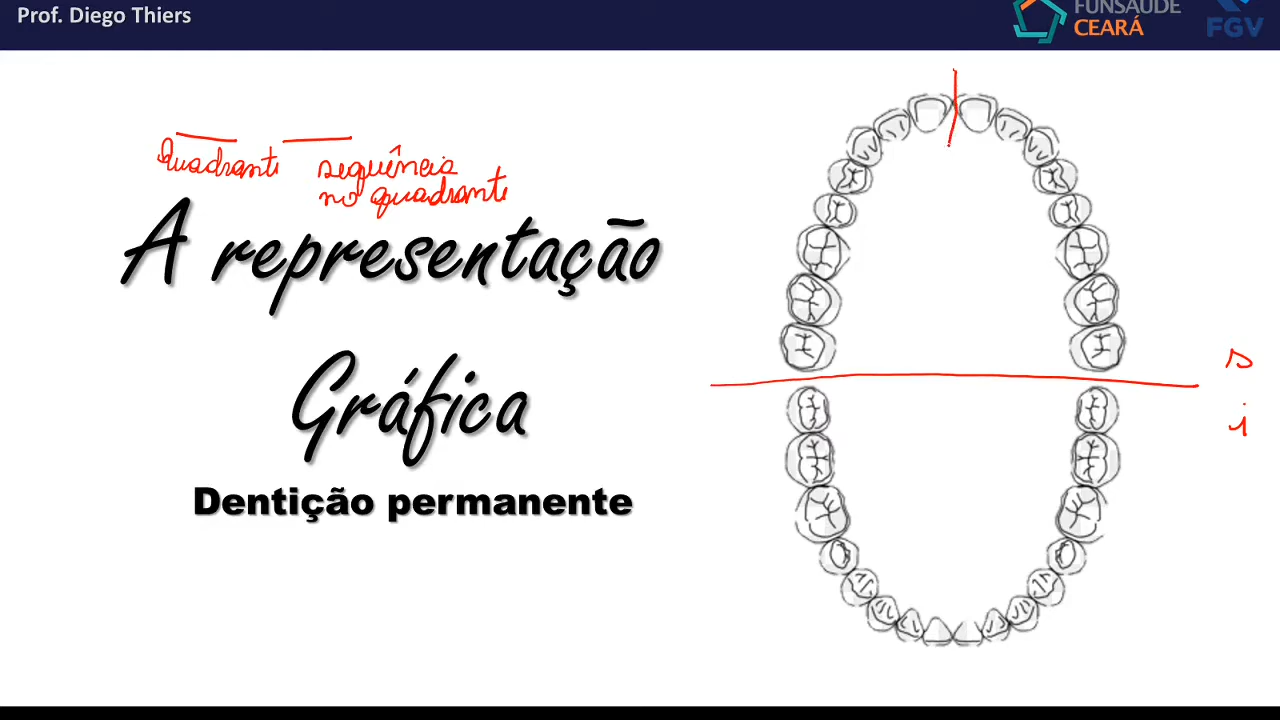 Prof. Diego Thiers
FUNSAÚDE
CEARÁ
FGV
Quadrante sequência
no quadrante
A representação
Gráfica
Dentição permanente
s
i